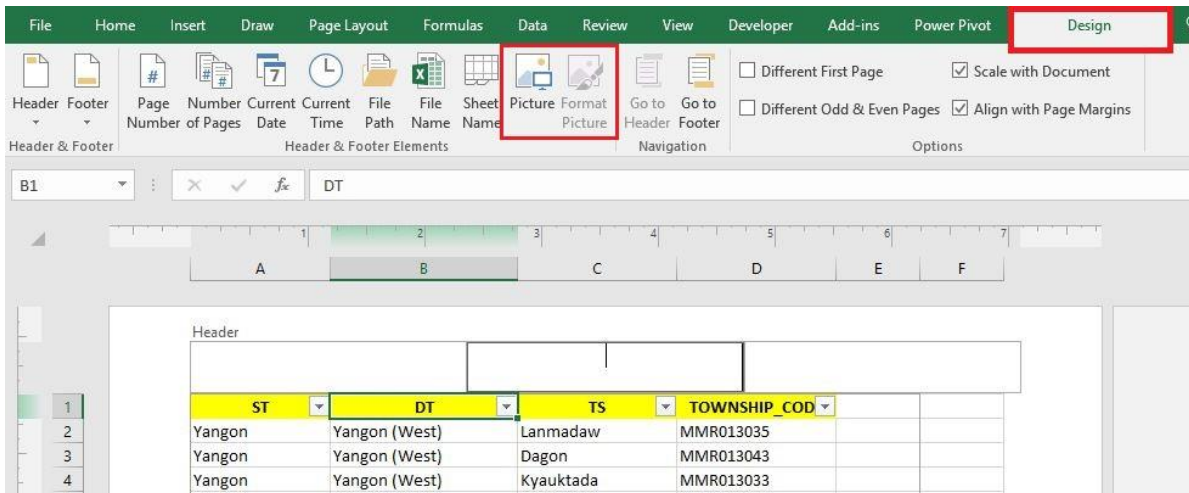 File Home Insert Draw Page Layout Formulas Data Review View Developer Add-ins Power Pivot Design
# # # 7 X
Different First Page Scale with Document
Header Footer Page Number Current Current File File Sheet Picture Format Go to Go to
Different Odd & Even Pages Align with Page Margins
Number of Pages Date Time Path Name Name Picture Header Footer
Header & Footer Header & Footer Elements Navigation Options
B1 fx DT
1 2 3 4 5 6 7
A B C D E F
Header
1 ST DT TS TOWNSHIP_COD
2 Yangon Yangon (West) Lanmadaw MMR013035
3 Yangon Yangon (West) Dagon MMR013043
4 Yangon Yangon (West) Kyauktada MMR013033